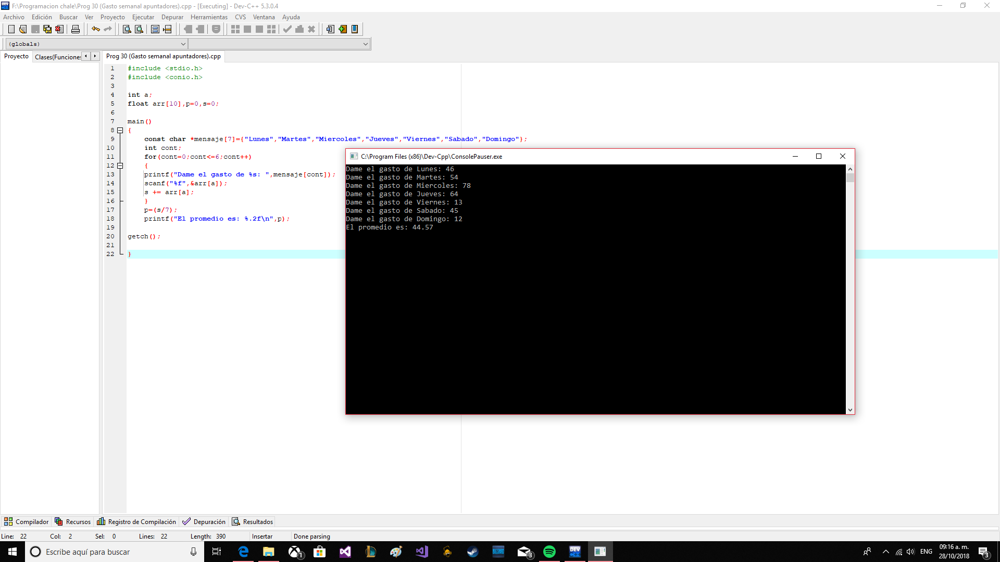 F:\Programacion chale\Prog 30 (Gasto semanal apuntadores).cpp - [Executing] - Dev-C++ 5.3.0.4
Archivo Edición Buscar Ver Proyecto Ejecutar Depurar Herramientas CVS Ventana Ayuda
(globals)
Proyecto Clases(Funciones Prog 30 (Gasto semanal apuntadores).cpp
1 #include <stdio.h>
2 #include <conio.h>
3
4 int a;
5 float arr[10],p=0,s=0;
6
7 main()
8 {
9 const char *mensaje[7]={"Lunes","Martes","Miercoles","Jueves","Viernes","Sabado","Domingo"};
10 int cont;
11 for(cont=0;cont<=6;cont++)
12 {
13 printf("Dame el gasto de %s: ",mensaje[cont]);
14 scanf("%f",&arr[a]);
15 s += arr[a];
16 }
17 p=(s/7);
18 printf("El promedio es: %.2f\n",p);
19
20 getch();
21
22 }
C:\Program Files (x86)\Dev-Cpp\ConsolePauser.exe
Dame el gasto de Lunes: 46
Dame el gasto de Martes: 54
Dame el gasto de Miercoles: 78
Dame el gasto de Jueves: 64
Dame el gasto de Viernes: 13
Dame el gasto de Sabado: 45
Dame el gasto de Domingo: 12
El promedio es: 44.57
Compilador Recursos Registro de Compilación Depuración Resultados
Line: 22 Col: 2 Sel: 0 Lines: 22 Length: 390 Insertar Done parsing
Escribe aquí para buscar 1 3 DEV ENG 09:16 a. m. 3
28/10/2018